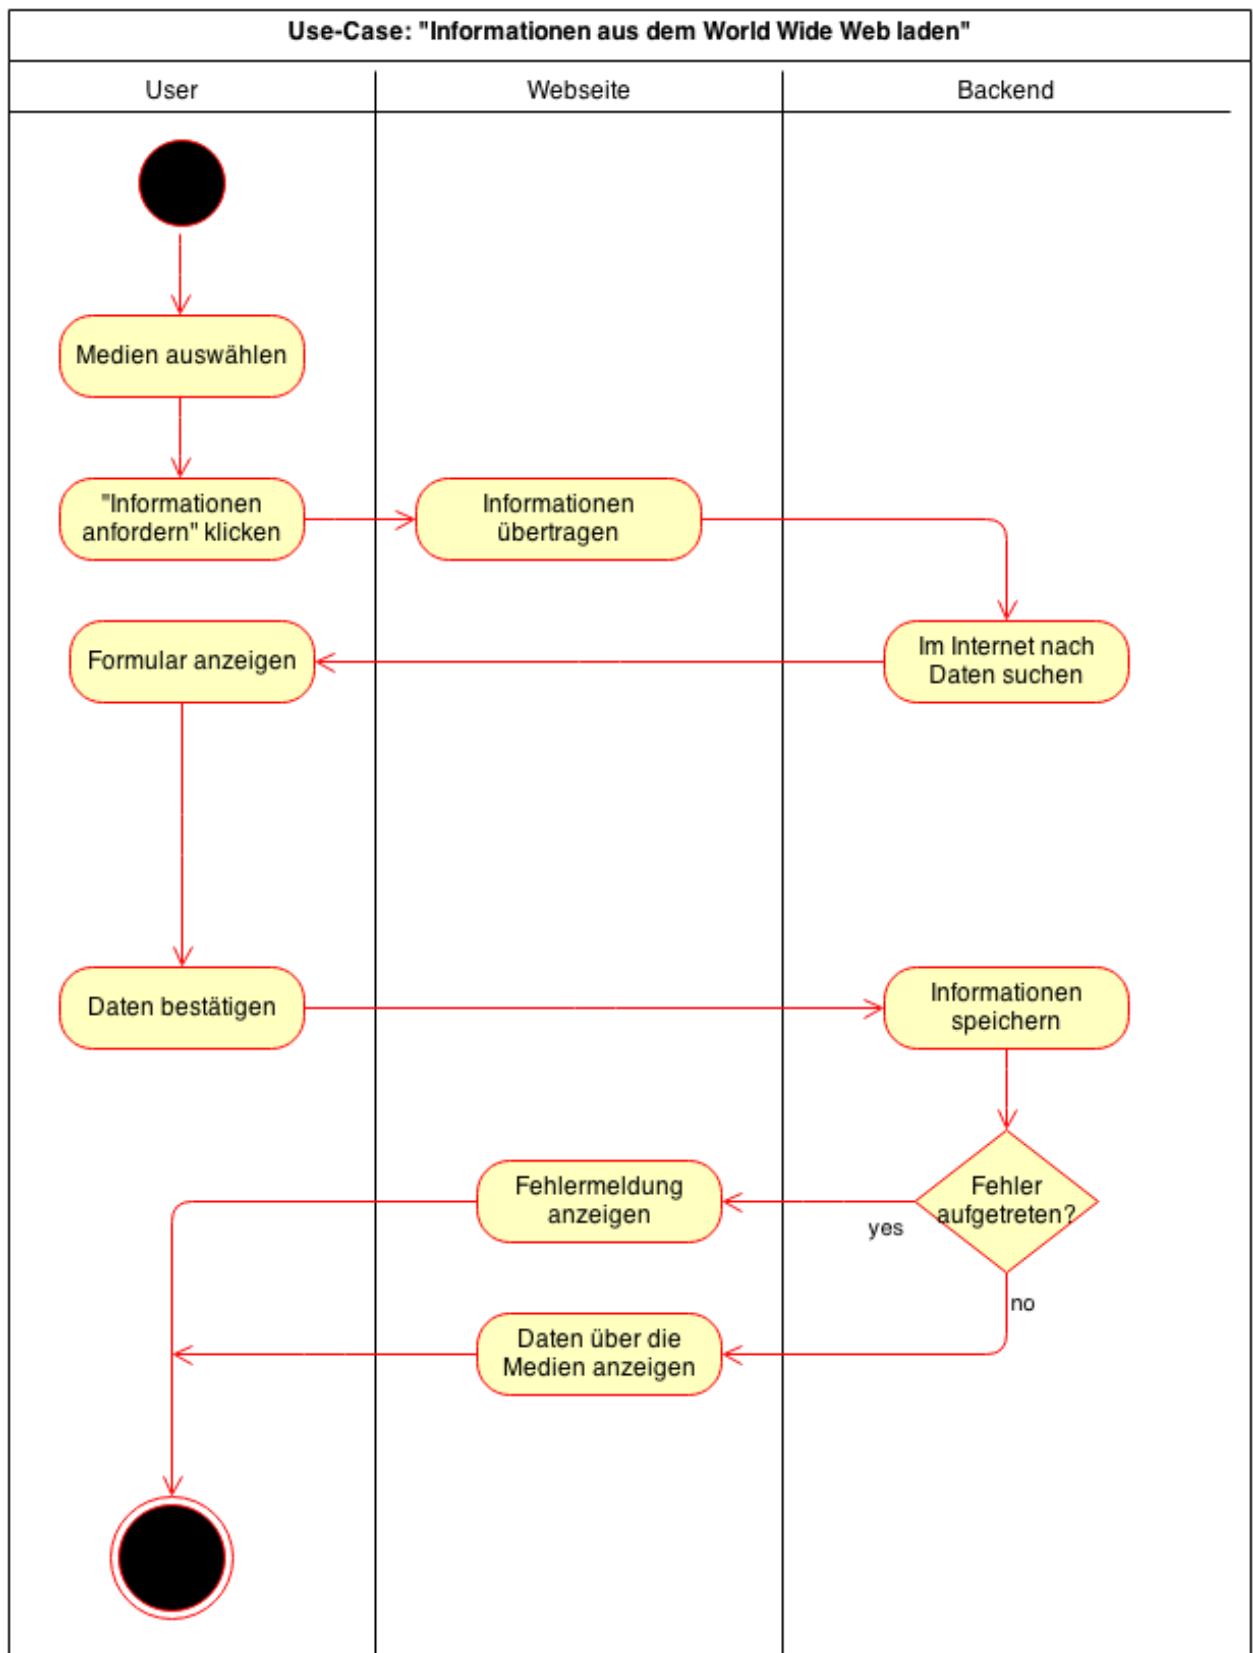 Use-Case: "Informationen aus dem World Wide Web laden"
User
Webseite
Backend
Medien auswählen
"Informationen
anfordern" klicken
Informationen
übertragen
Im Internet nach
Daten suchen
Formular anzeigen
Daten bestätigen
Informationen
speichern
Fehler
aufgetreten?
yes
Fehlermeldung
anzeigen
no
Daten über die
Medien anzeigen